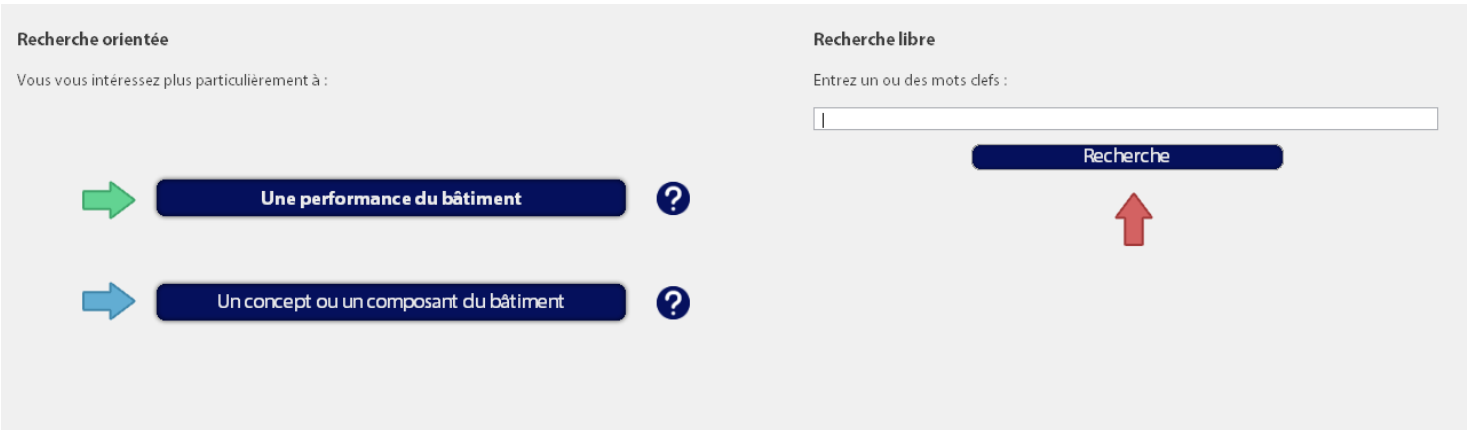 Recherche orientée
Vous vous intéressez plus particulièrement à :
Une performance du bâtiment
?
Un concept ou un composant du bâtiment
?
Recherche libre
Entrez un ou des mots clefs :
Recherche